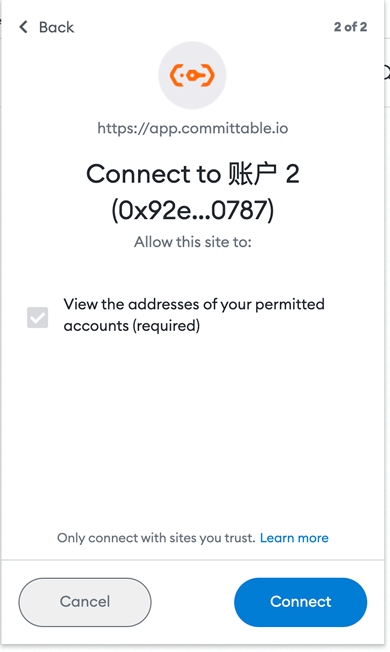 Back
2 of 2
https://app.committable.io
Connect to 账户 2
(0x92e...0787)
Allow this site to:
View the addresses of your permitted
accounts (required)
Only connect with sites you trust. Learn more
Cancel
Connect